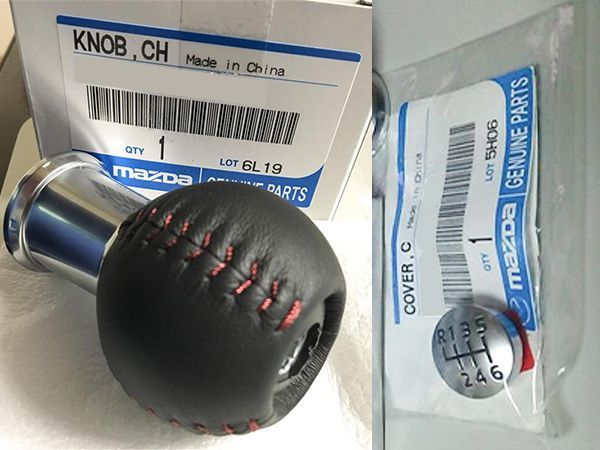 KNOB, CH Made in China
QTY 1 LOT 6L19
mazda GENUINE PARTS
COVER, C Made in China
QTY 1 LOT 5H06
mazda GENUINE PARTS
R 1 3 5
2 4 6